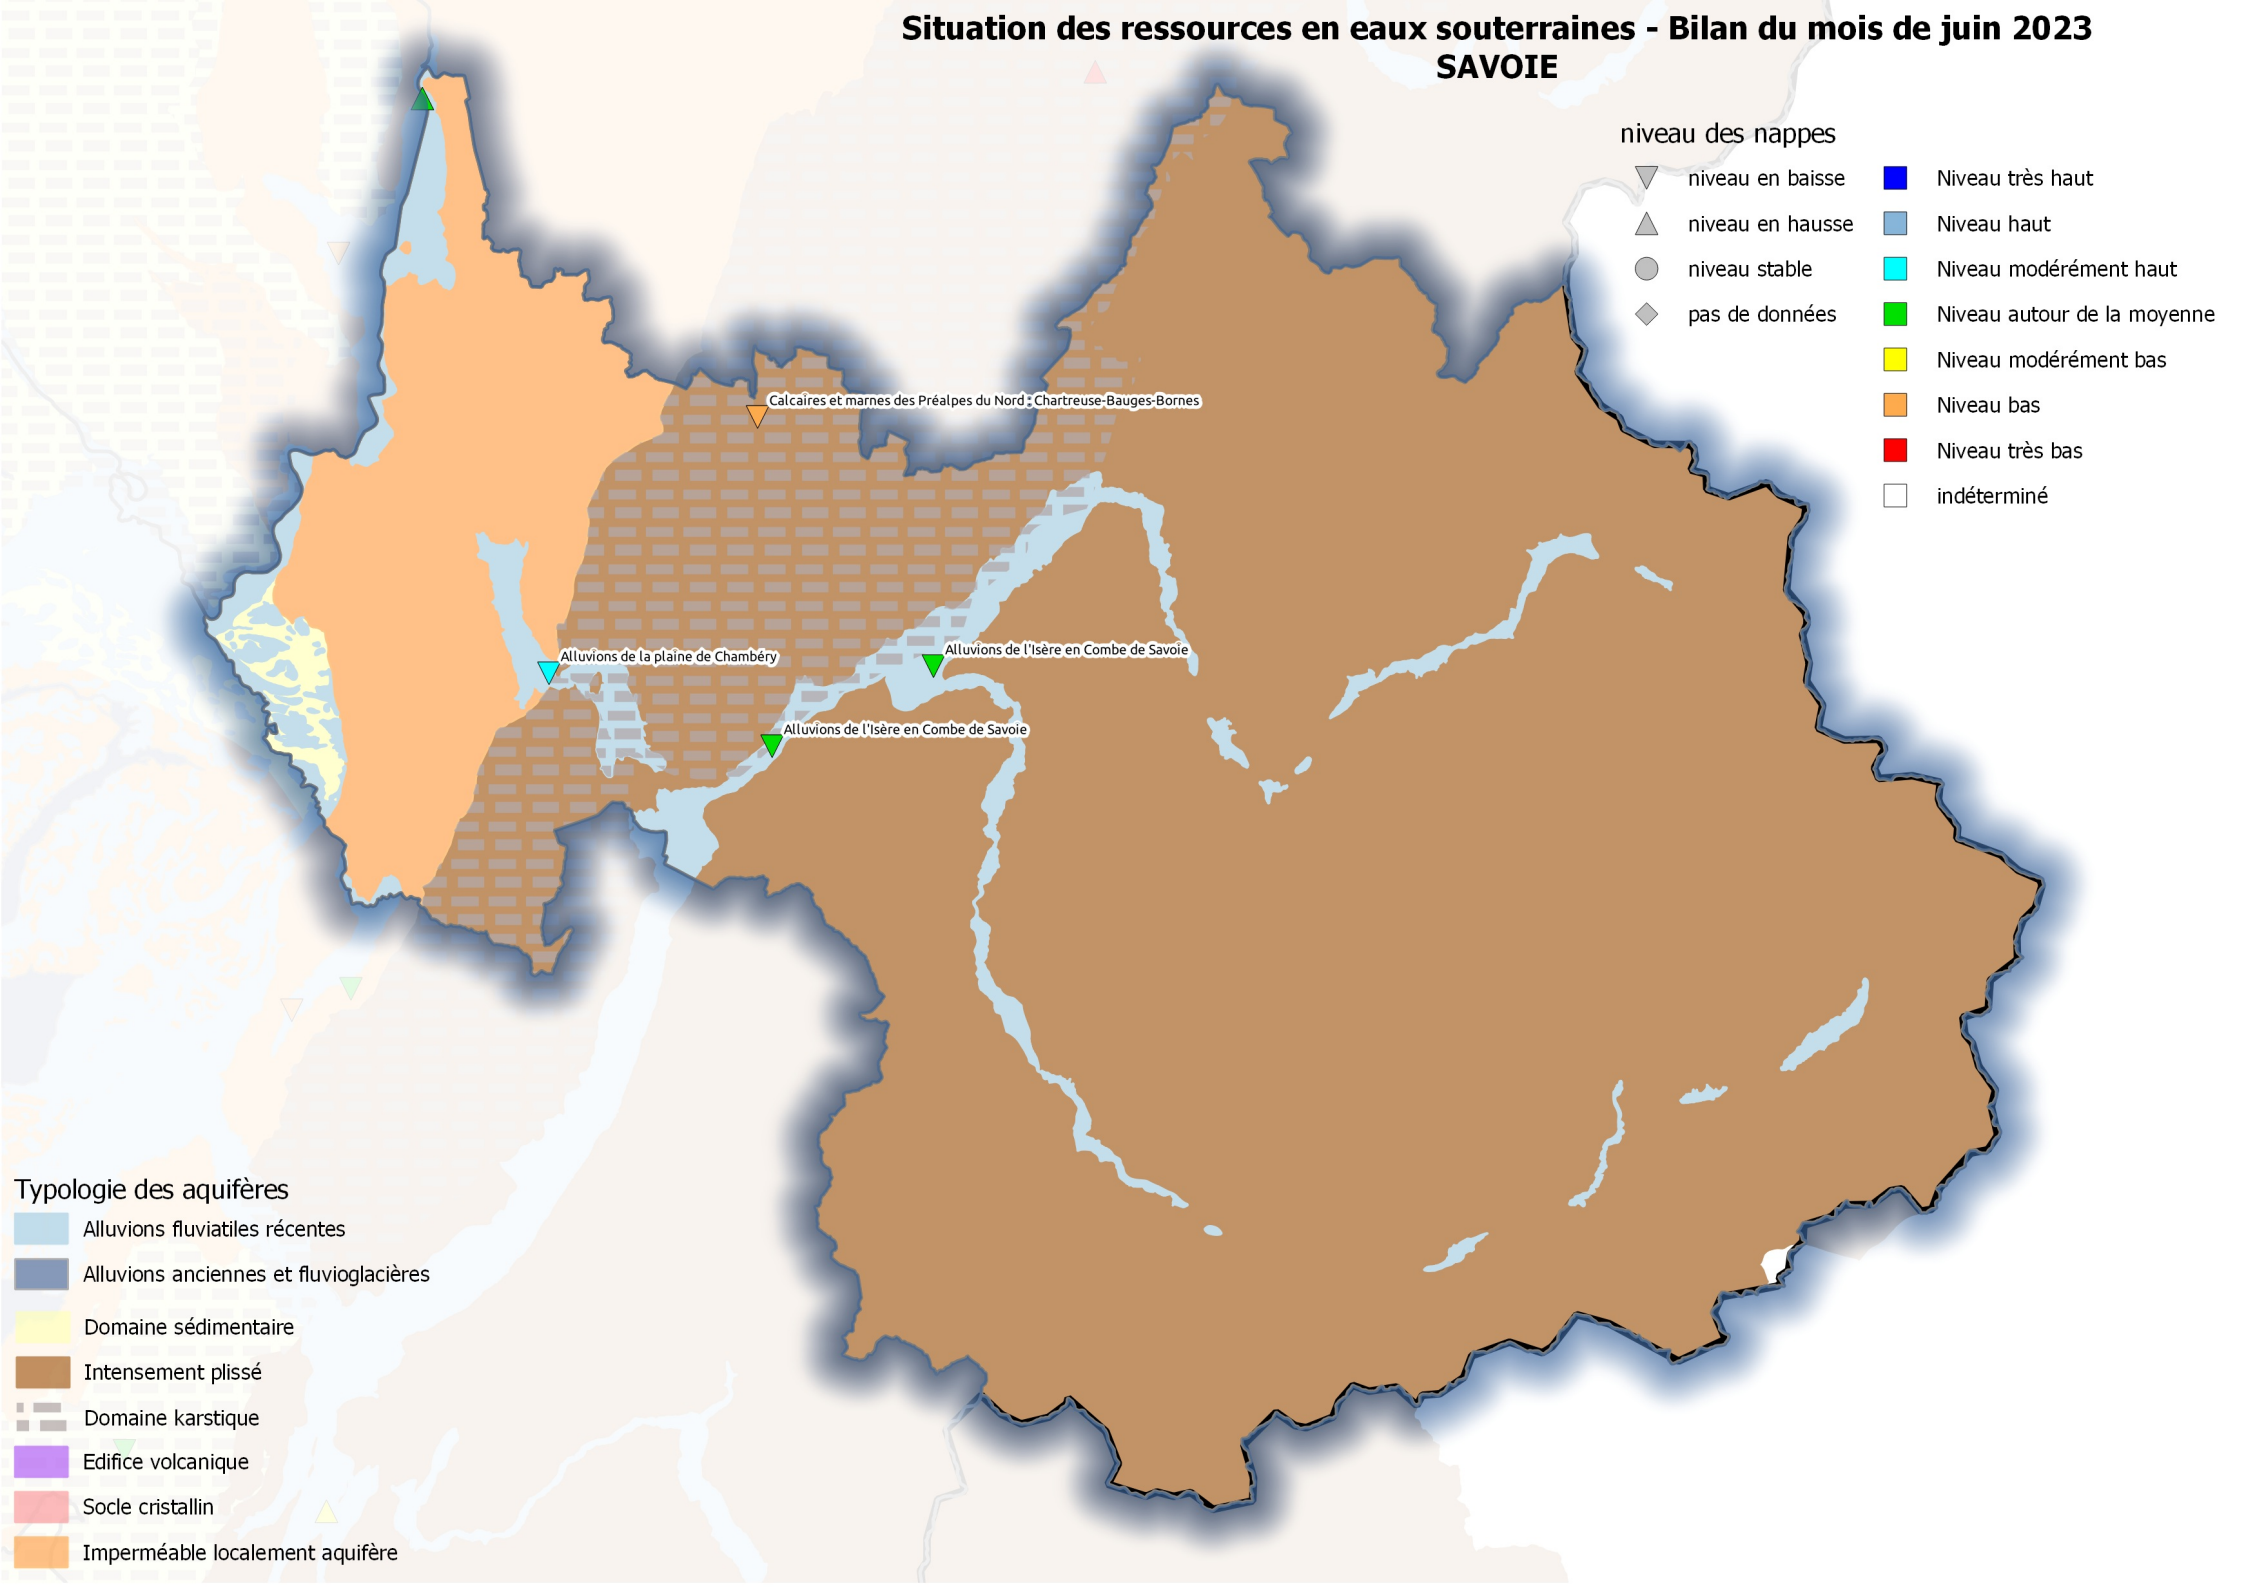 Situation des ressources en eaux souterraines - Bilan du mois de juin 2023
SAVOIE
niveau des nappes
niveau en baisse
niveau en hausse
niveau stable
pas de données
Niveau très haut
Niveau haut
Niveau modérément haut
Niveau autour de la moyenne
Niveau modérément bas
Niveau bas
Niveau très bas
indéterminé
Calcaires et marnes des Préalpes du Nord : Chartreuse-Bauges-Bornes
Alluvions de la plaine de Chambéry
Alluvions de l'Isère en Combe de Savoie
Alluvions de l'Isère en Combe de Savoie
Typologie des aquifères
Alluvions fluviatiles récentes
Alluvions anciennes et fluvioglacières
Domaine sédimentaire
Intensement plissé
Domaine karstique
Edifice volcanique
Socle cristallin
Imperméable localement aquifère